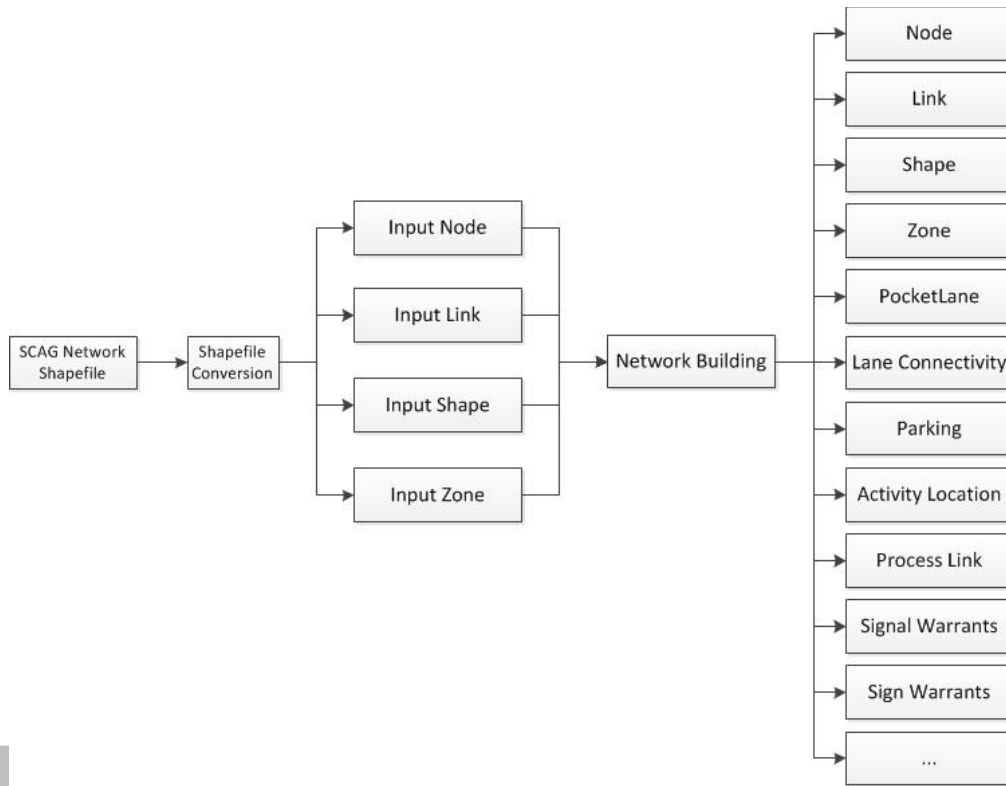 SCAG Network
Shapefile
Shapefile
Conversion
Input Node
Input Link
Input Shape
Input Zone
Network Building
Node
Link
Shape
Zone
PocketLane
Lane Connectivity
Parking
Activity Location
Process Link
Signal Warrants
Sign Warrants
...